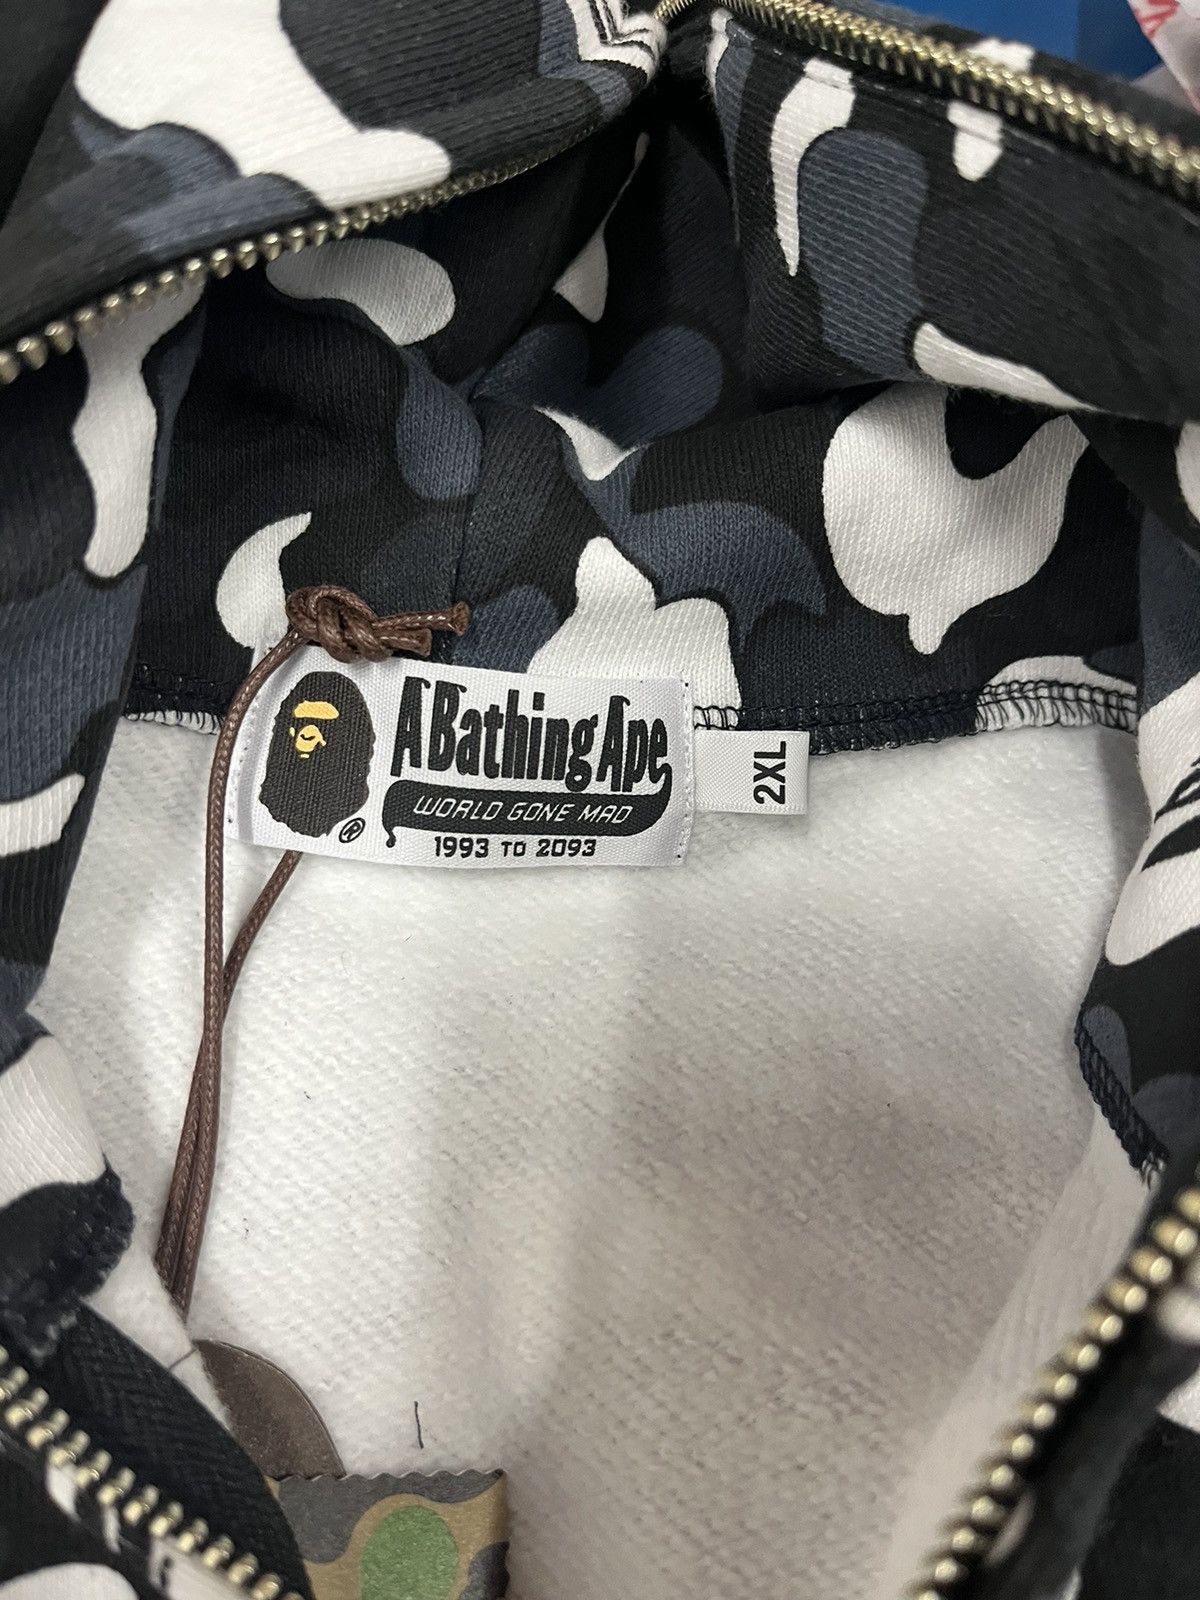 A Bathing Ape
WORLD GONE MAD
1993 TO 2093
®
2XL